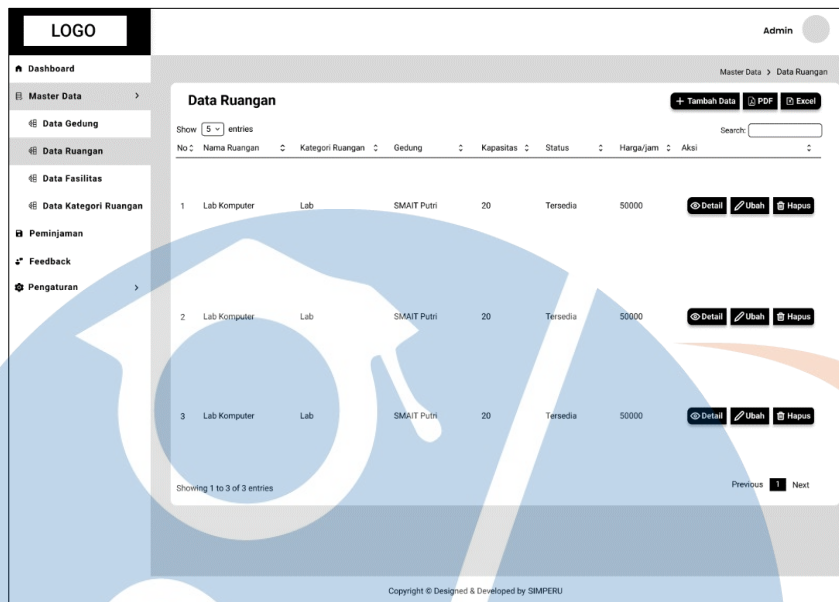 LOGO
Admin
Dashboard
Master Data
Data Gedung
Data Ruangan
Data Fasilitas
Data Kategori Ruangan
Peminjaman
Feedback
Pengaturan
Master Data > Data Ruangan
Data Ruangan
+ Tambah Data PDF Excel
Show 5 entries
Search:
No Nama Ruangan Kategori Ruangan Gedung Kapasitas Status Harga/jam Aksi
1 Lab Komputer Lab SMAIT Putri 20 Tersedia 50000 Detail Ubah Hapus
2 Lab Komputer Lab SMAIT Putri 20 Tersedia 50000 Detail Ubah Hapus
3 Lab Komputer Lab SMAIT Putri 20 Tersedia 50000 Detail Ubah Hapus
Showing 1 to 3 of 3 entries
Previous 1 Next
Copyright © Designed & Developed by SIMPERU